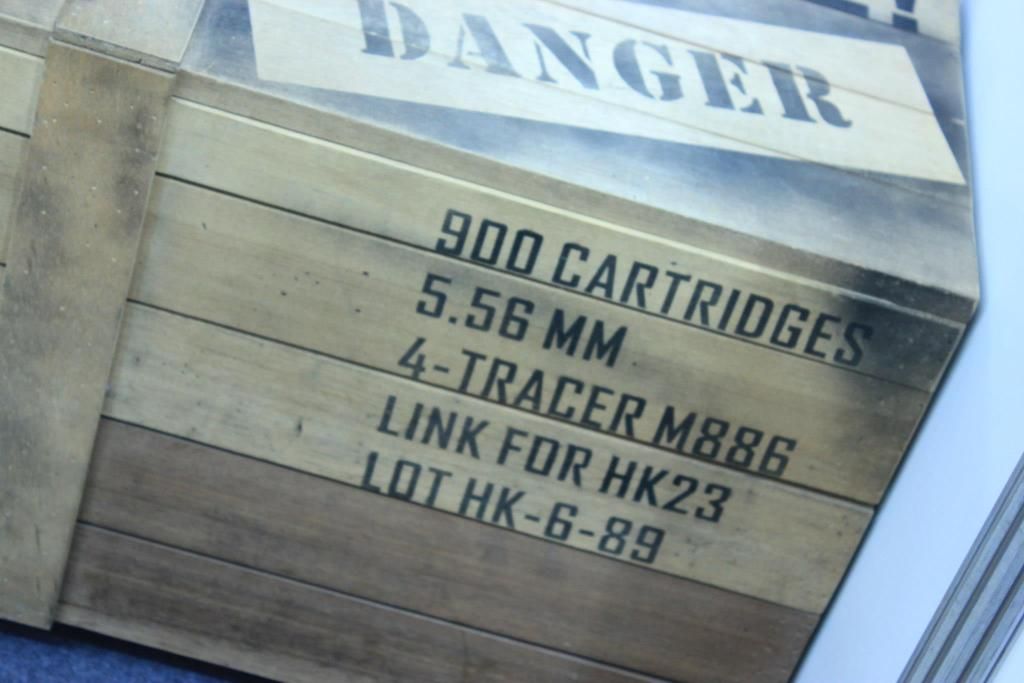 DANGER
900 CARTRIDGES
5.56 MM
4-TRACER M886
LINK FOR HK23
LOT HK-6-89